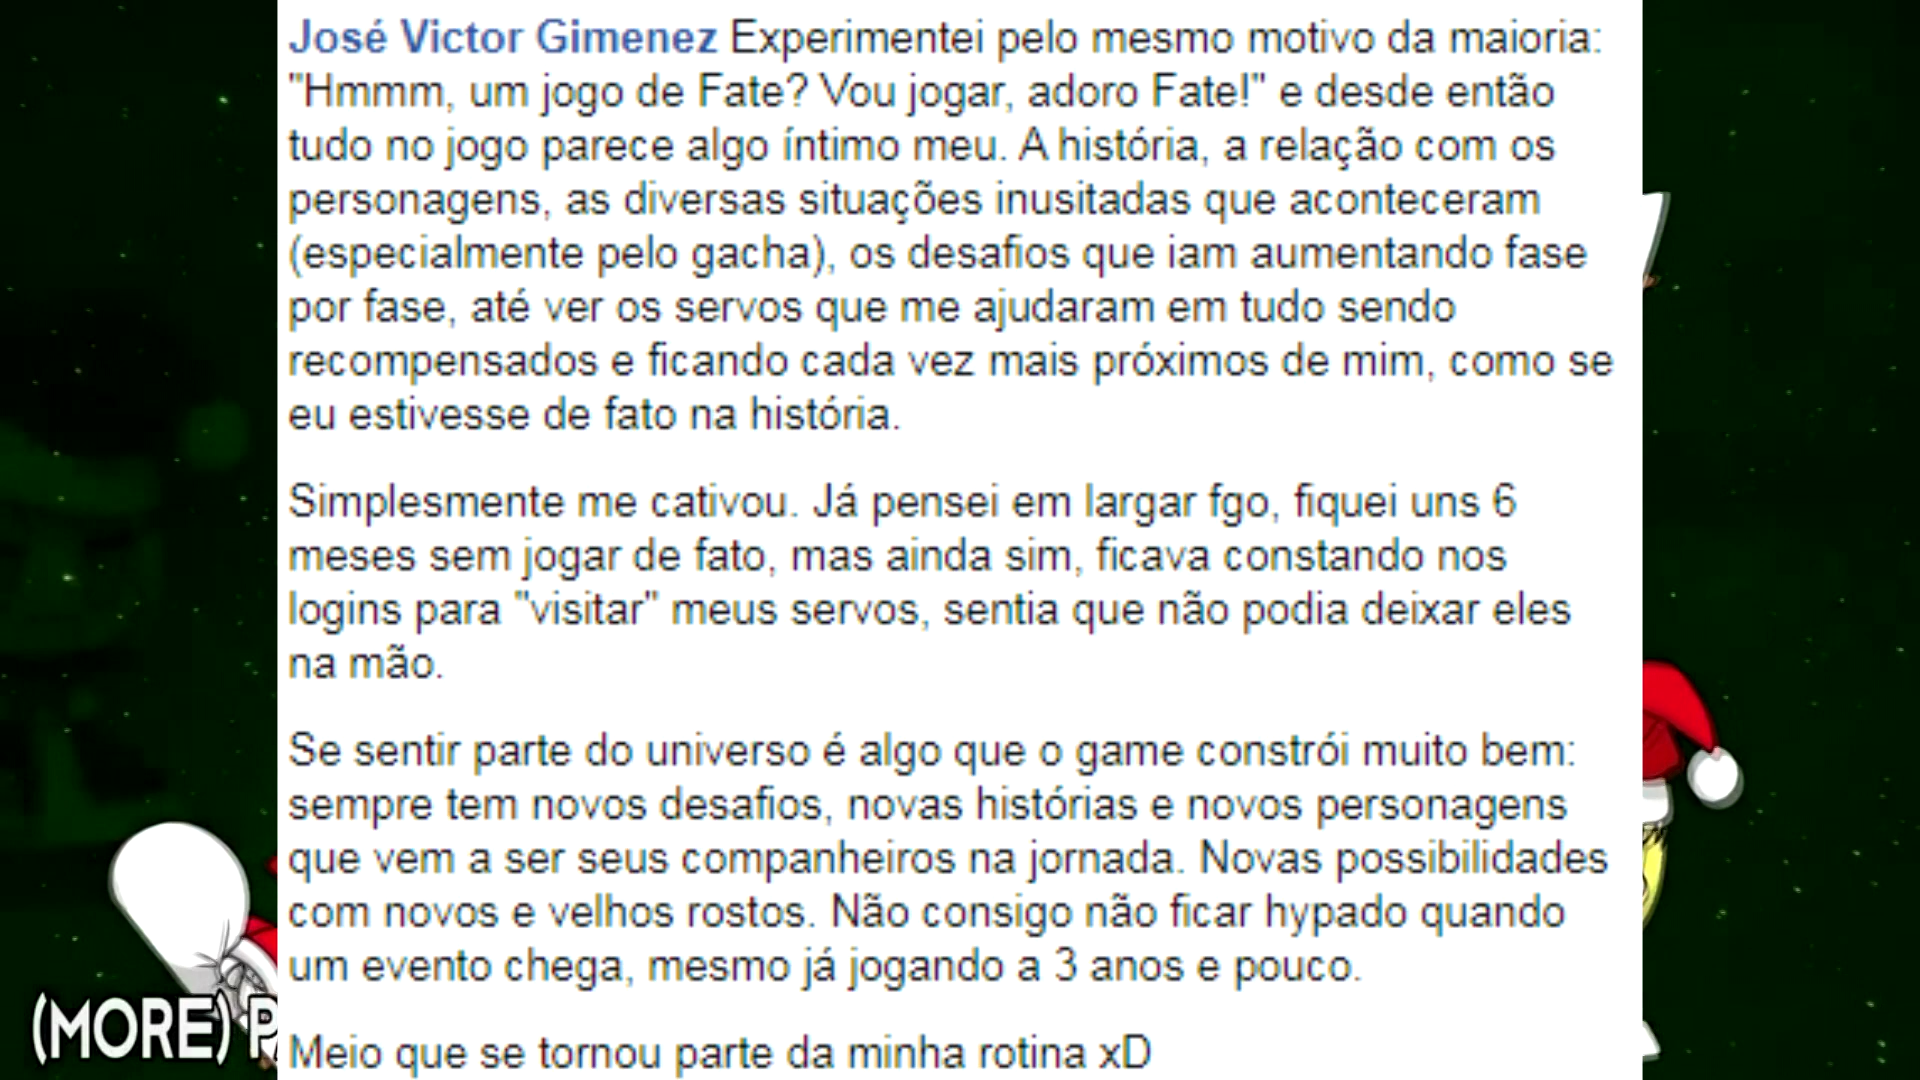 José Victor Gimenez Experimentei pelo mesmo motivo da maioria:
"Hmmm, um jogo de Fate? Vou jogar, adoro Fate!" e desde então
tudo no jogo parece algo íntimo meu. A história, a relação com os
personagens, as diversas situações inusitadas que aconteceram
(especialmente pelo gacha), os desafios que iam aumentando fase
por fase, até ver os servos que me ajudaram em tudo sendo
recompensados e ficando cada vez mais próximos de mim, como se
eu estivesse de fato na história.
Simplesmente me cativou. Já pensei em largar fgo, fiquei uns 6
meses sem jogar de fato, mas ainda sim, ficava constando nos
logins para "visitar" meus servos, sentia que não podia deixar eles
na mão.
Se sentir parte do universo é algo que o game constrói muito bem:
sempre tem novos desafios, novas histórias e novos personagens
que vem a ser seus companheiros na jornada. Novas possibilidades
com novos e velhos rostos. Não consigo não ficar hypado quando
um evento chega, mesmo já jogando a 3 anos e pouco.
Meio que se tornou parte da minha rotina xD
(MORE)